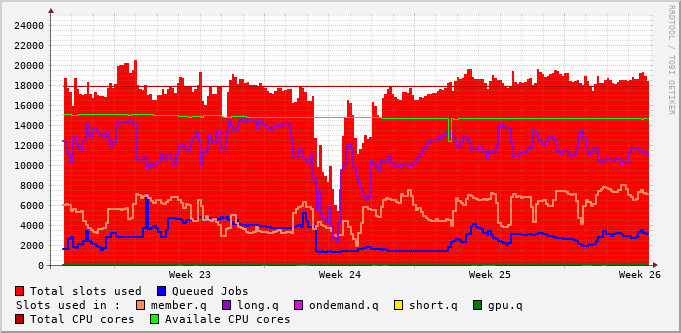 RRDTOOL / TOBI OETIKER
24000
22000
20000
18000
16000
14000
12000
10000
8000
6000
4000
2000
0
Week 23 Week 24 Week 25 Week 26
Total slots used Queued Jobs
Slots used in : member.q long.q ondemand.q short.q gpu.q
Total CPU cores Availale CPU cores